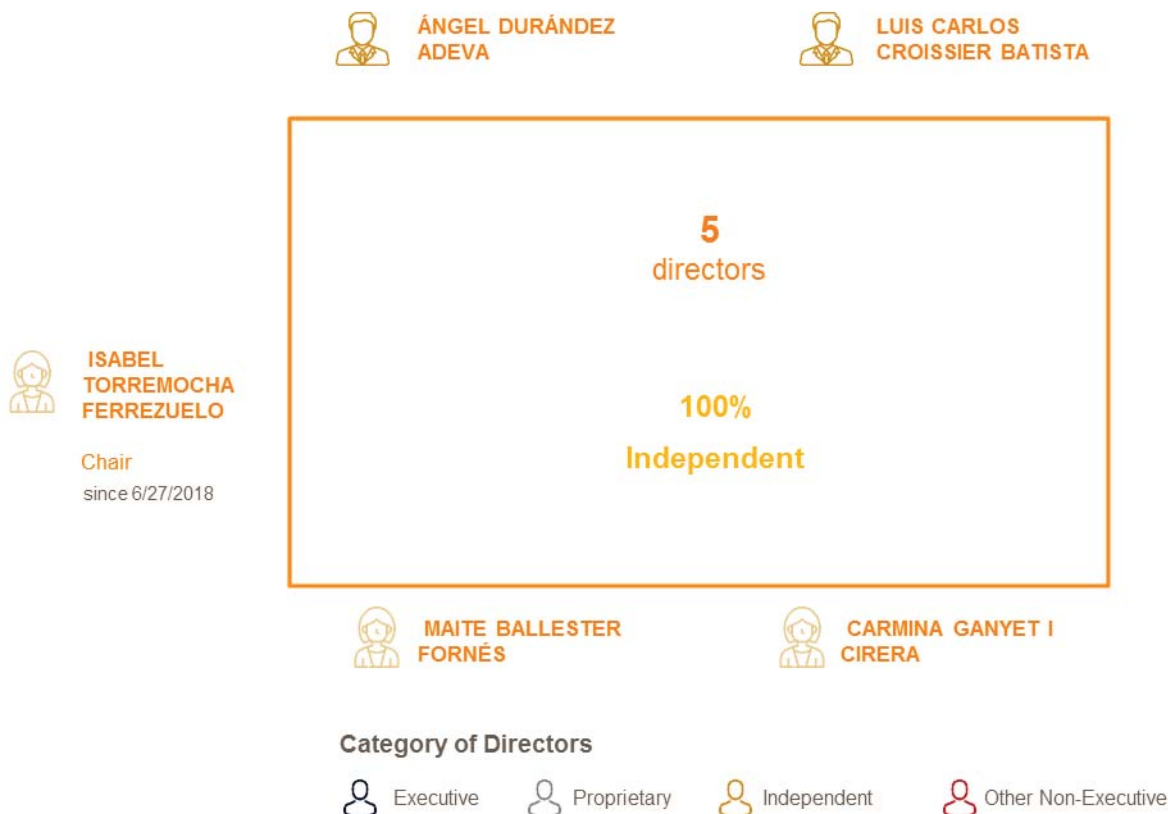 ÁNGEL DURÁNDEZ
ADEVA
LUIS CARLOS
CROISSIER BATISTA
5
directors
ISABEL
TORREMOCHA
FERREZUELO
Chair
since 6/27/2018
100%
Independent
MAITE BALLESTER
FORNÉS
CARMINA GANYET I
CIRERA
Category of Directors
Executive
Proprietary
Independent
Other Non-Executive